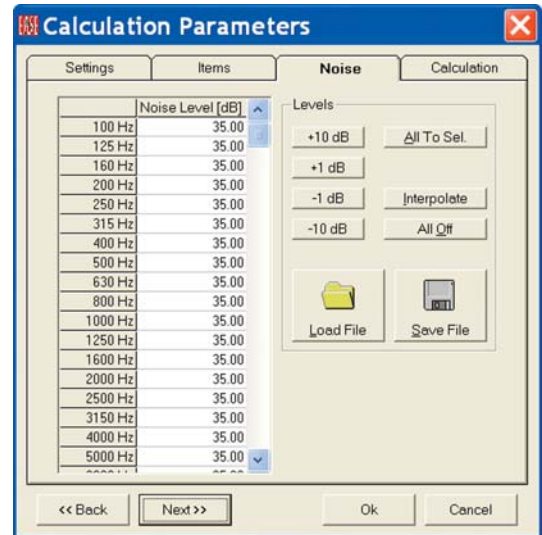 EASE Calculation Parameters
Settings Items Noise Calculation
Noise Level [dB]
100 Hz 35.00
125 Hz 35.00
160 Hz 35.00
200 Hz 35.00
250 Hz 35.00
315 Hz 35.00
400 Hz 35.00
500 Hz 35.00
630 Hz 35.00
800 Hz 35.00
1000 Hz 35.00
1250 Hz 35.00
1600 Hz 35.00
2000 Hz 35.00
2500 Hz 35.00
3150 Hz 35.00
4000 Hz 35.00
5000 Hz 35.00
Levels
+10 dB All To Sel.
+1 dB
-1 dB Interpolate
-10 dB All Off
Load File Save File
<< Back Next >> Ok Cancel